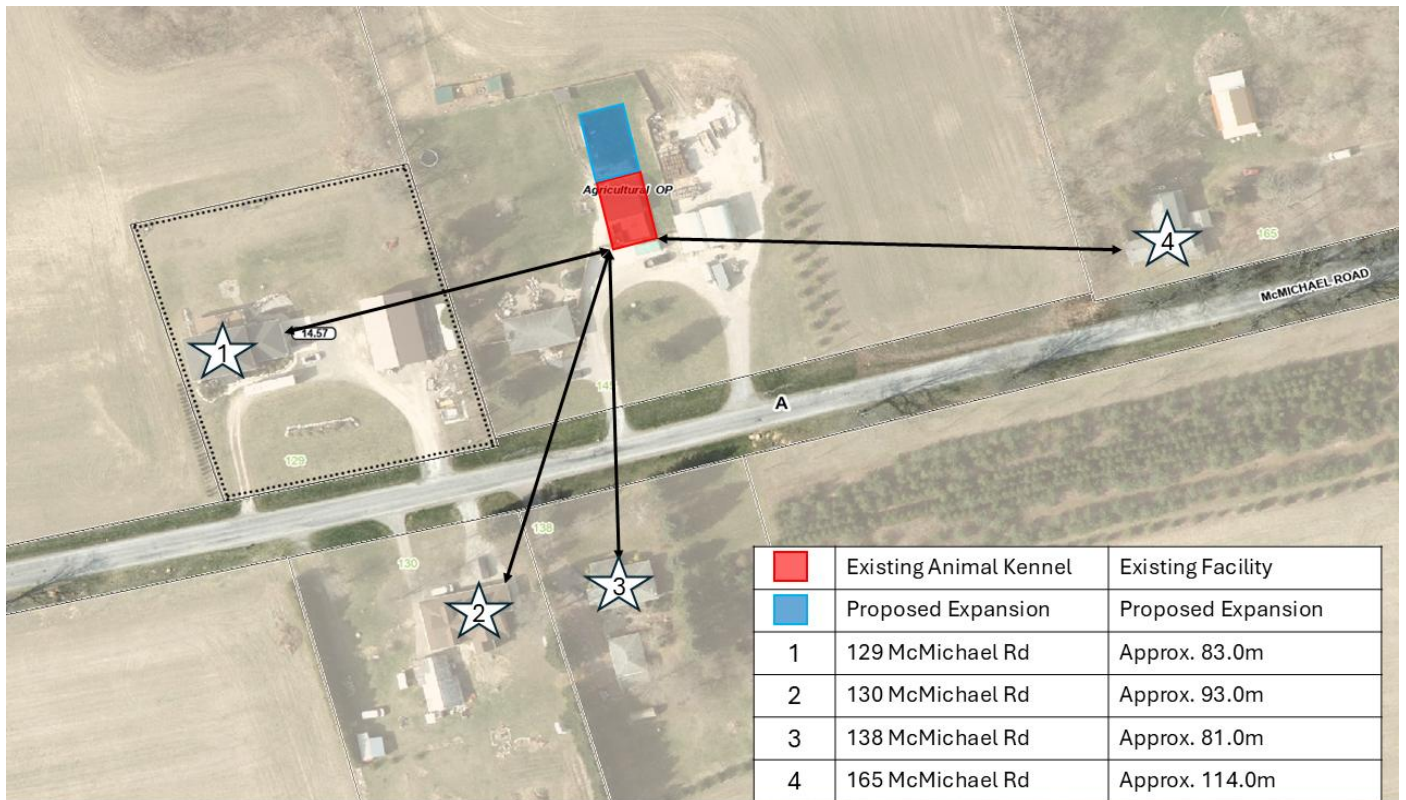 Agricultural OP
4
165
McMICHAEL ROAD
14.57
1
A
129
138
130
2
3
Existing Animal Kennel Existing Facility
Proposed Expansion Proposed Expansion
1 129 McMichael Rd Approx. 83.0m
2 130 McMichael Rd Approx. 93.0m
3 138 McMichael Rd Approx. 81.0m
4 165 McMichael Rd Approx. 114.0m